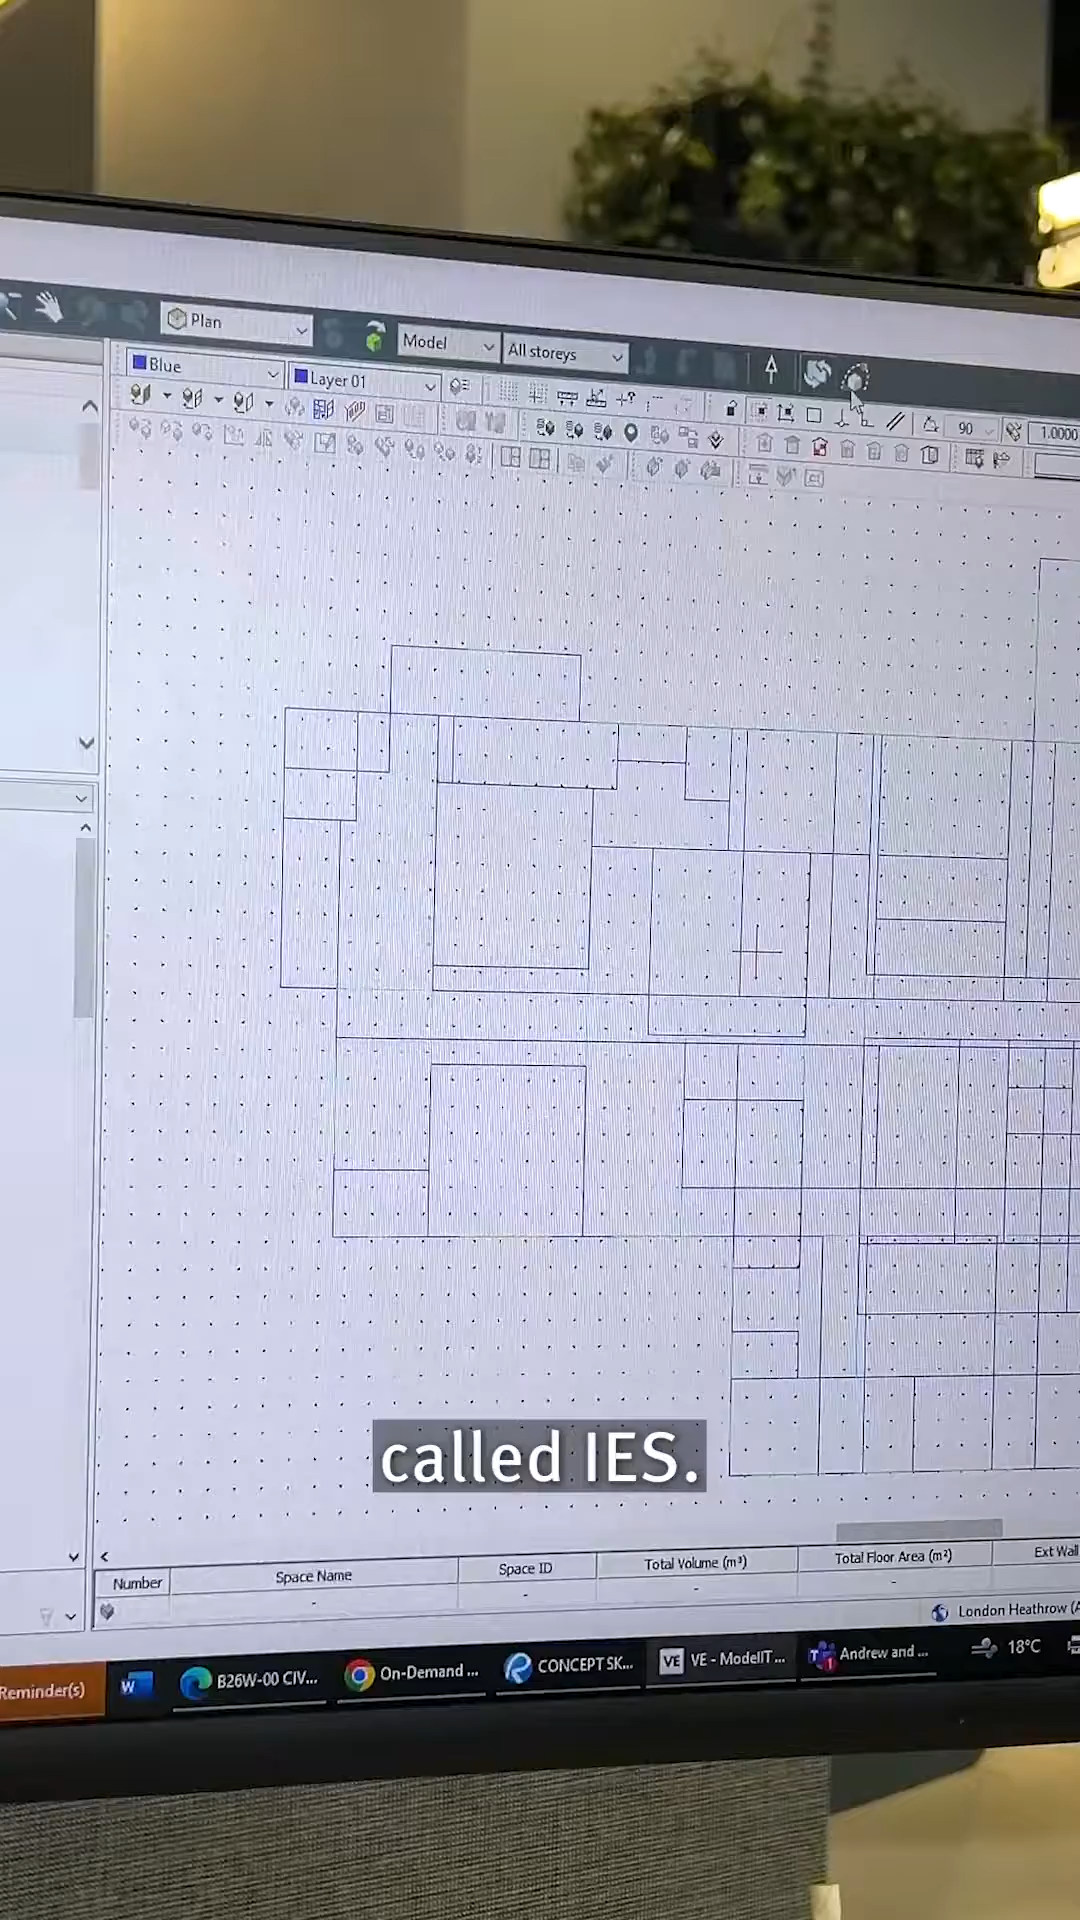 Plan
Model
All storeys
Blue
Layer 01
90
1.0000
called IES.
Number
Space Name
Space ID
Total Volume (m³)
Total Floor Area (m²)
Ext Wall
London Heathrow (A
Reminder(s)
W
B26W-00 CIV...
On-Demand ...
CONCEPT SK...
VE
VE - ModelIT ...
1
Andrew and ...
18°C